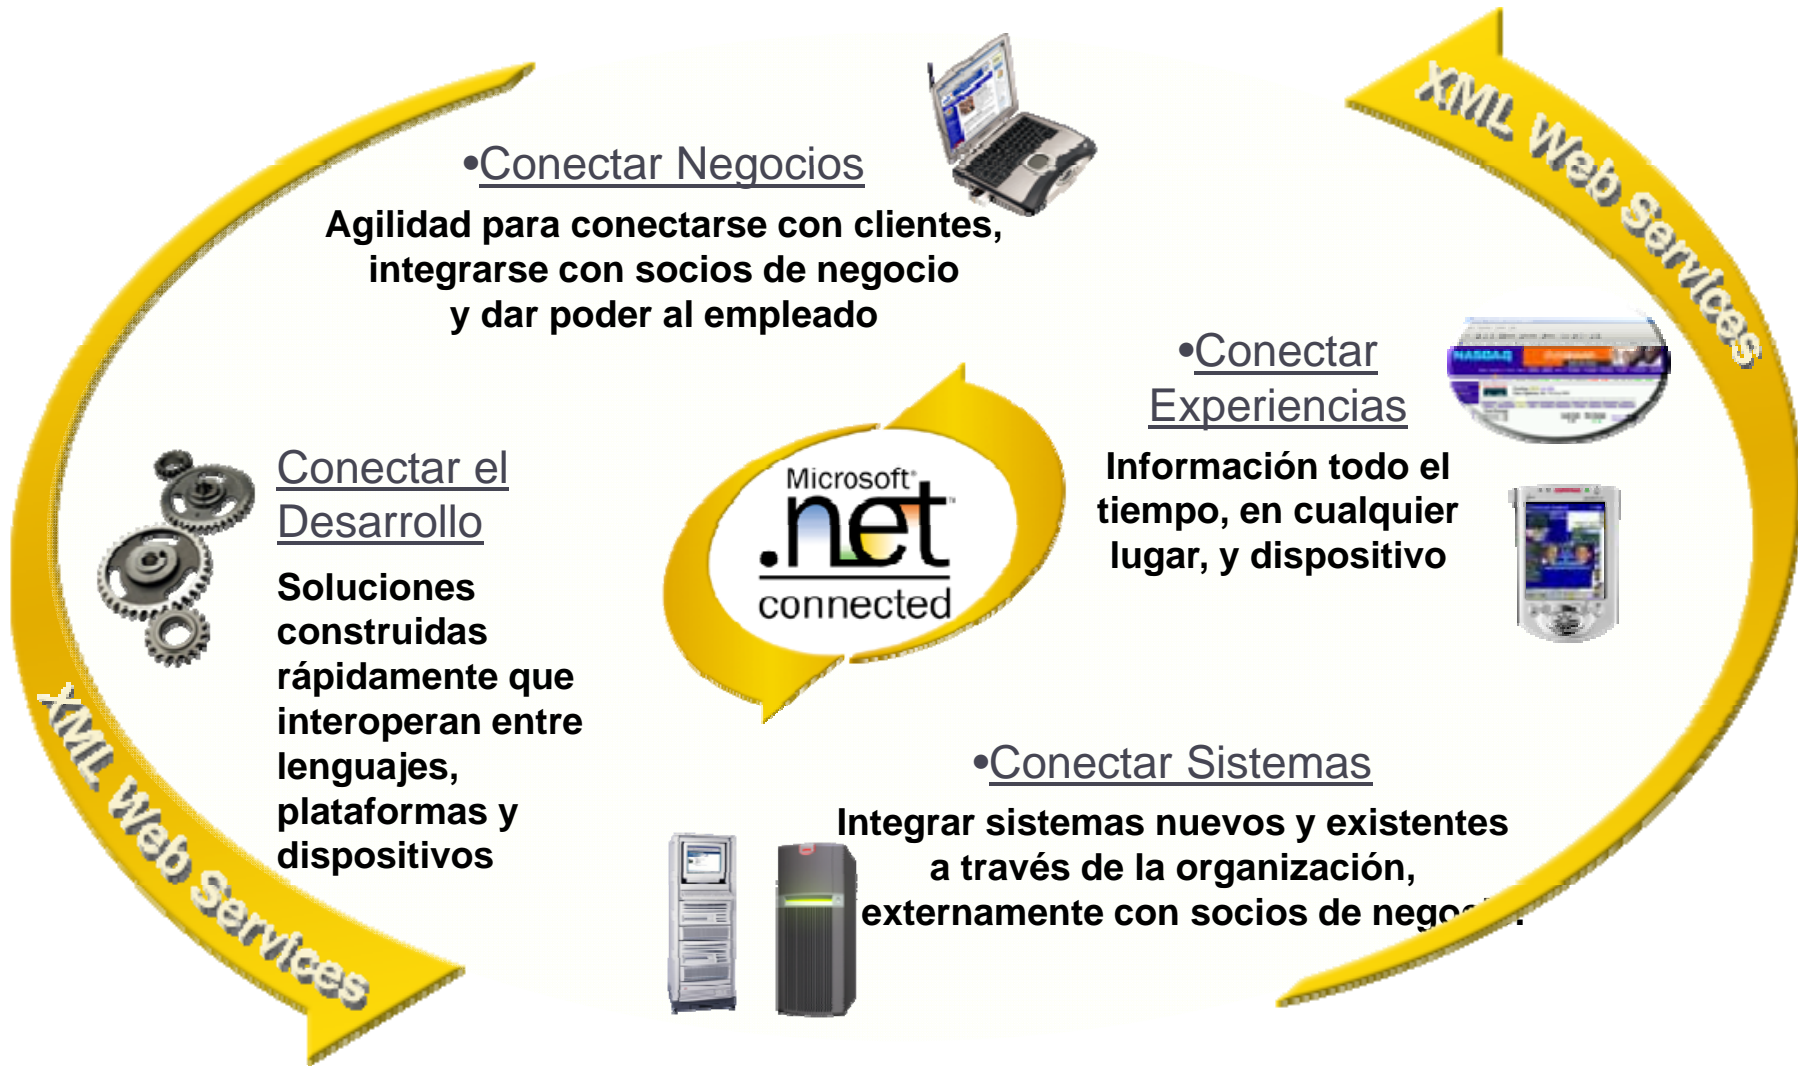 •Conectar Negocios
Agilidad para conectarse con clientes,
integrarse con socios de negocio
y dar poder al empleado
XML Web Services
•Conectar
Experiencias
Información todo el
tiempo, en cualquier
lugar, y dispositivo
NASDAQ
Microsoft
.net
connected
Conectar el
Desarrollo
Soluciones
construidas
rápidamente que
interoperan entre
lenguajes,
plataformas y
dispositivos
XML Web Services
•Conectar Sistemas
Integrar sistemas nuevos y existentes
a través de la organización,
externamente con socios de